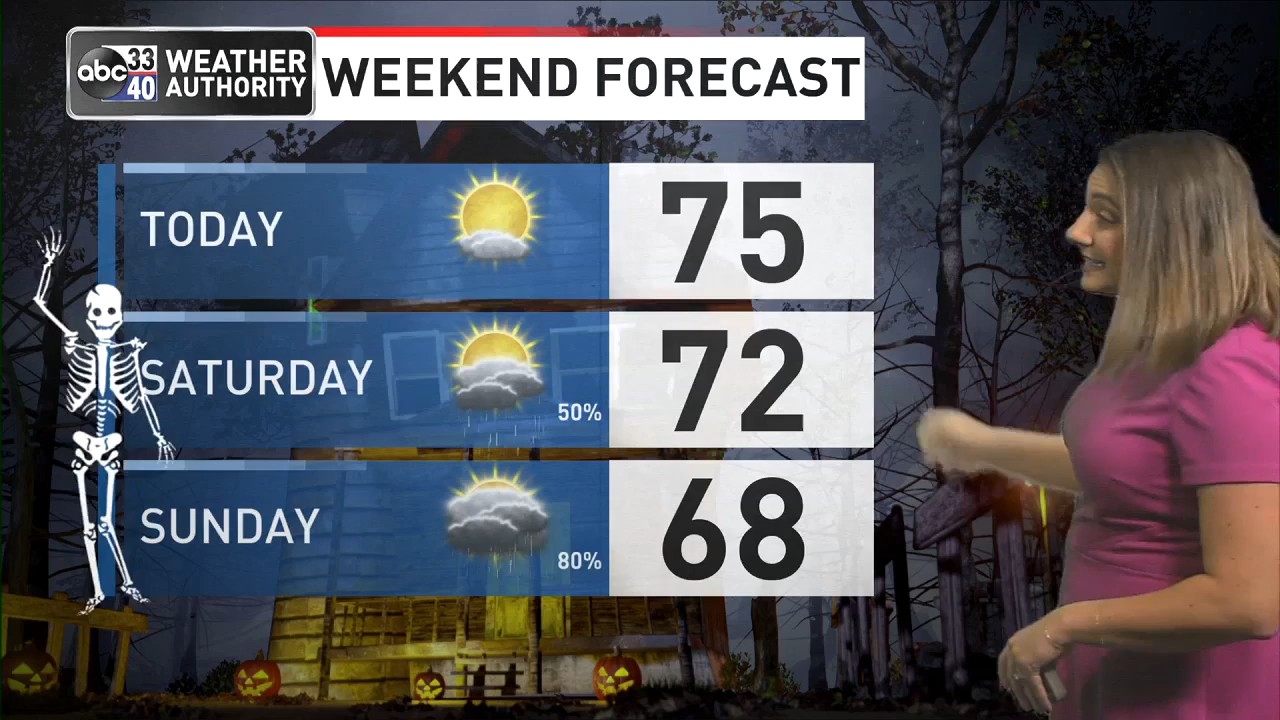 abc 33 40 WEATHER AUTHORITY
WEEKEND FORECAST
TODAY 75
SATURDAY 50% 72
SUNDAY 80% 68